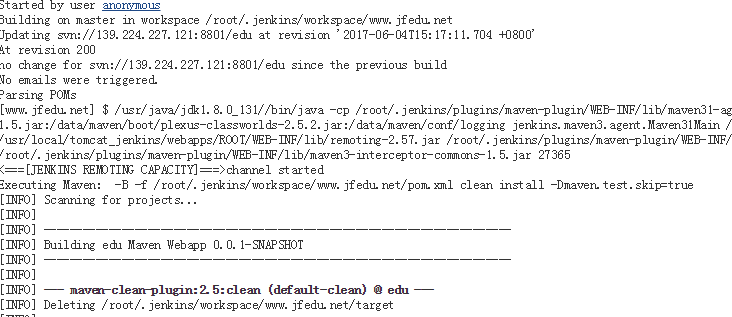 Started by user anonymous
Building on master in workspace /root/.jenkins/workspace/www.jfedu.net
Updating svn://139.224.227.121:8801/edu at revision '2017-06-04T15:17:11.704 +0800'
At revision 200
no change for svn://139.224.227.121:8801/edu since the previous build
No emails were triggered.
Parsing POMs
[www.jfedu.net] $ /usr/java/jdk1.8.0_131//bin/java -cp /root/.jenkins/plugins/maven-plugin/WEB-INF/lib/maven31-ag
1.5.jar:/data/maven/boot/plexus-classworlds-2.5.2.jar:/data/maven/conf/logging jenkins.maven3.agent.Maven31Main /
/usr/local/tomcat_jenkins/webapps/ROOT/WEB-INF/lib/remoting-2.57.jar /root/.jenkins/plugins/maven-plugin/WEB-INF/
/root/.jenkins/plugins/maven-plugin/WEB-INF/lib/maven3-interceptor-commons-1.5.jar 27365
<===[JENKINS REMOTING CAPACITY]===>channel started
Executing Maven:  -B -f /root/.jenkins/workspace/www.jfedu.net/pom.xml clean install -Dmaven.test.skip=true
[INFO] Scanning for projects...
[INFO]
[INFO] ------------------------------------------------------------------------
[INFO] Building edu Maven Webapp 0.0.1-SNAPSHOT
[INFO] ------------------------------------------------------------------------
[INFO]
[INFO] --- maven-clean-plugin:2.5:clean (default-clean) @ edu ---
[INFO] Deleting /root/.jenkins/workspace/www.jfedu.net/target